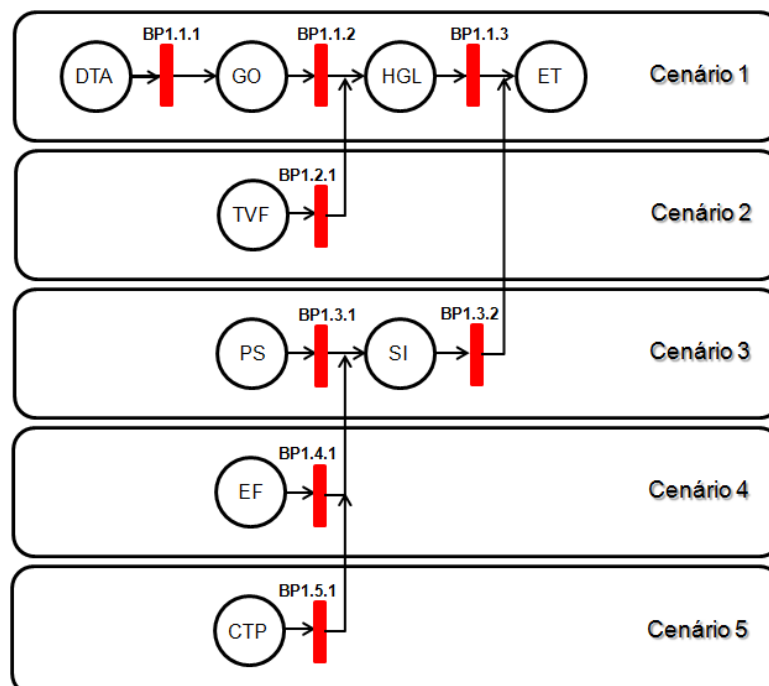 BP1.1.1 BP1.1.2 BP1.1.3
DTA GO HGL ET Cenário 1
BP1.2.1
TVF Cenário 2
BP1.3.1 BP1.3.2
PS SI Cenário 3
BP1.4.1
EF Cenário 4
BP1.5.1
CTP Cenário 5